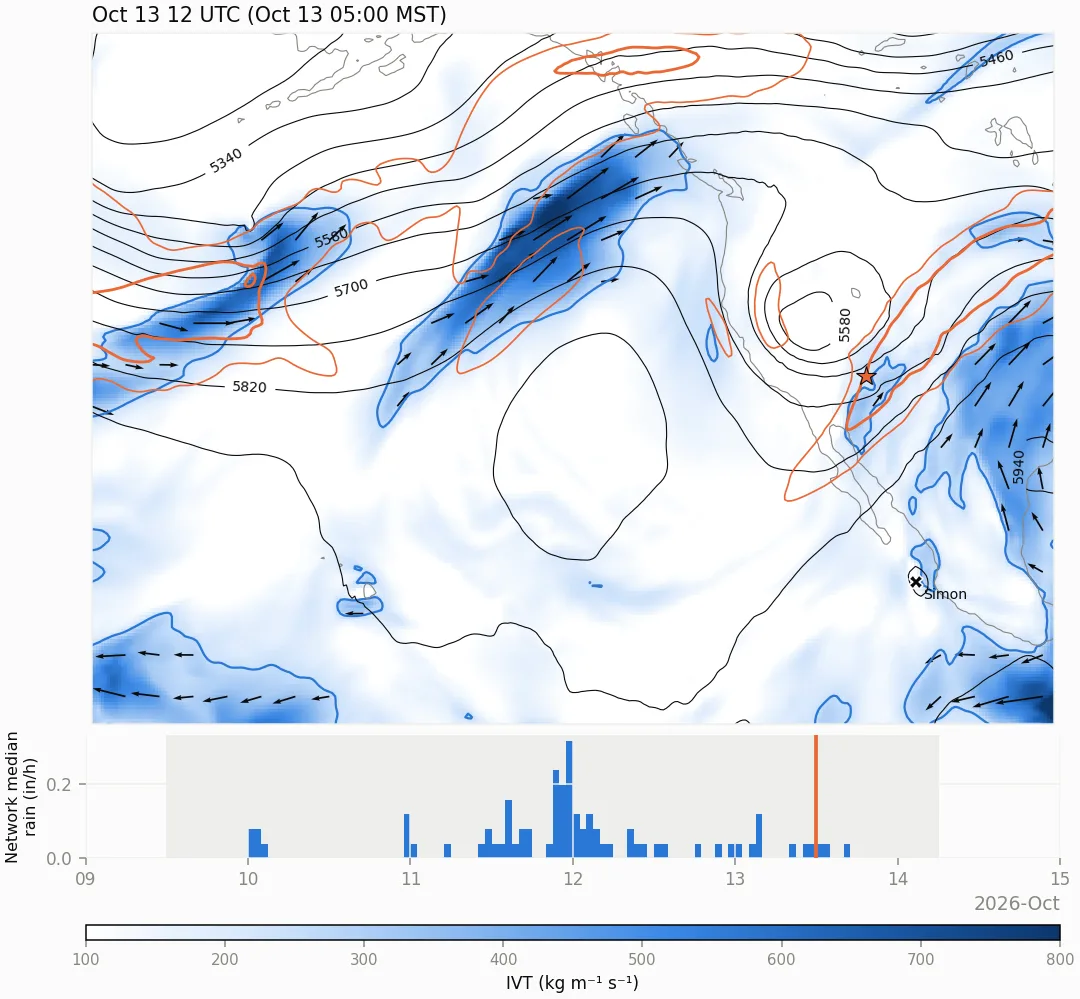 Oct 13 12 UTC (Oct 13 05:00 MST)
5460
5340
5580
5700
5580
5820
5940
Simon
Network median
rain (in/h)
0.2
0.0
09 10 11 12 13 14 15
2026-Oct
100 200 300 400 500 600 700 800
IVT (kg m⁻¹ s⁻¹)